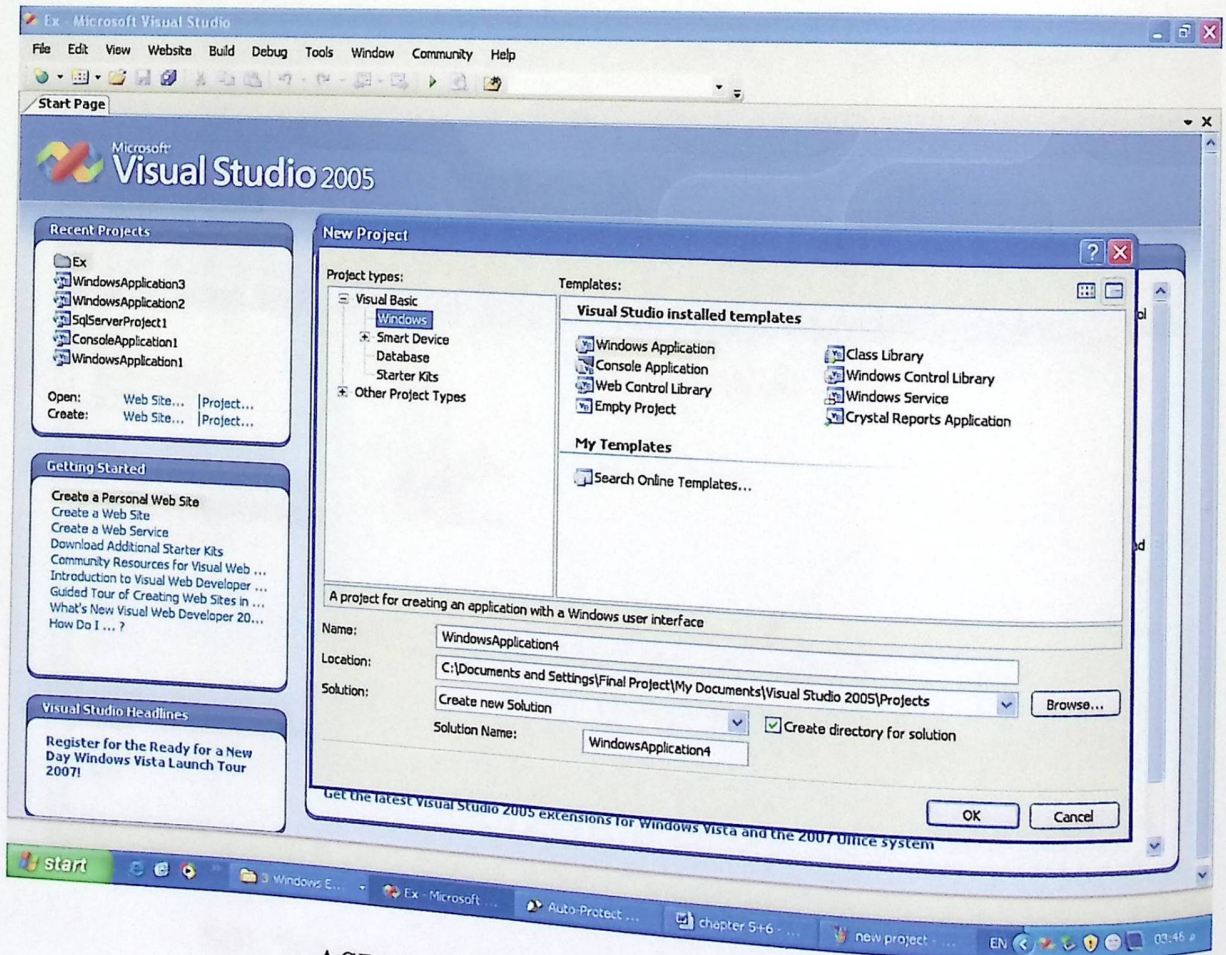 Ex - Microsoft Visual Studio
File Edit View Website Build Debug Tools Window Community Help
Start Page
Microsoft
Visual Studio 2005
Recent Projects
Ex
WindowsApplication3
WindowsApplication2
SqlServerProject1
ConsoleApplication1
WindowsApplication1
Open: Web Site... | Project...
Create: Web Site... | Project...
Getting Started
Create a Personal Web Site
Create a Web Site
Create a Web Service
Download Additional Starter Kits
Community Resources for Visual Web ...
Introduction to Visual Web Developer ...
Guided Tour of Creating Web Sites in ...
What's New Visual Web Developer 20...
How Do I ... ?
Visual Studio Headlines
Register for the Ready for a New
Day Windows Vista Launch Tour
2007!
New Project
Project types:
Visual Basic
Windows
Smart Device
Database
Starter Kits
Other Project Types
Templates:
Visual Studio installed templates
Windows Application
Console Application
Web Control Library
Empty Project
Class Library
Windows Control Library
Windows Service
Crystal Reports Application
My Templates
Search Online Templates...
A project for creating an application with a Windows user interface
Name: WindowsApplication4
Location: C:\Documents and Settings\Final Project\My Documents\Visual Studio 2005\Projects
Browse...
Solution: Create new Solution
Create directory for solution
Solution Name: WindowsApplication4
OK Cancel
Get the latest Visual Studio 2005 extensions for Windows Vista and the 2007 Office system
start
3 Windows E...
Ex - Microsoft ...
Auto-Protect ...
chapter 5+6 - ...
new project - ...
EN
03:46 م